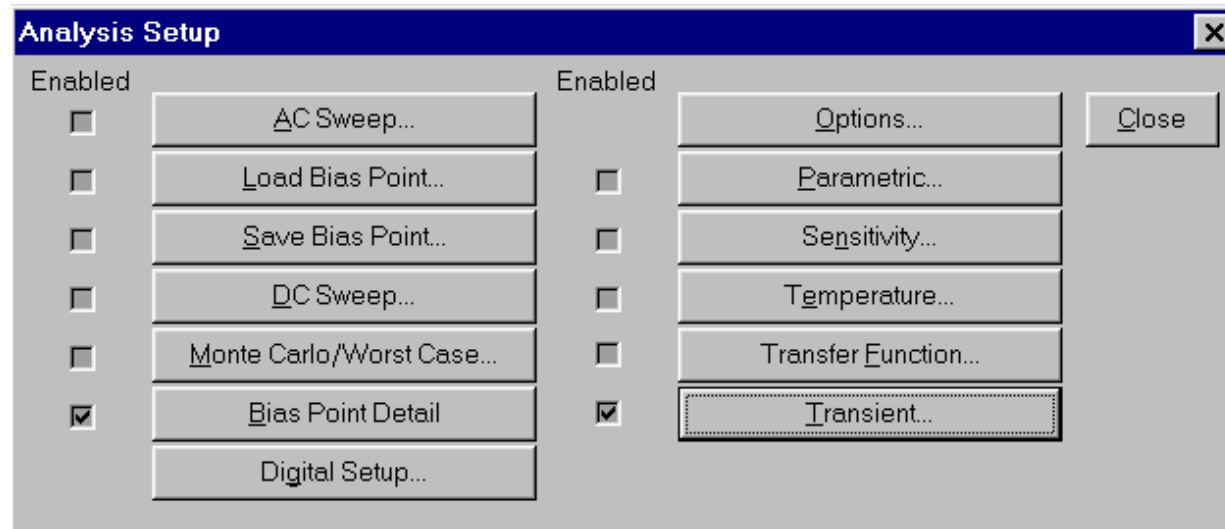 Analysis Setup
Enabled
Enabled
AC Sweep...
Options...
Close
Load Bias Point...
Parametric...
Save Bias Point...
Sensitivity...
DC Sweep...
Temperature...
Monte Carlo/Worst Case...
Transfer Function...
Bias Point Detail
Transient...
Digital Setup...